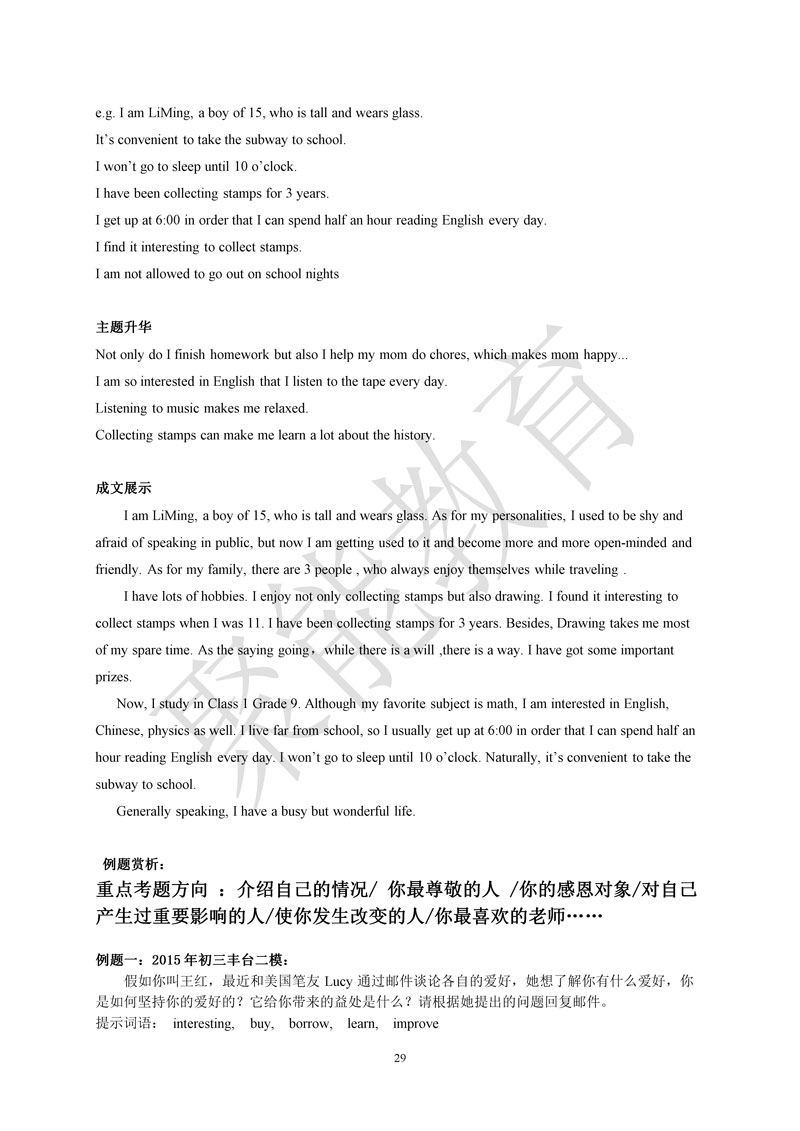 e.g. I am LiMing, a boy of 15, who is tall and wears glass.
It's convenient to take the subway to school.
I won't go to sleep until 10 o'clock.
I have been collecting stamps for 3 years.
I get up at 6:00 in order that I can spend half an hour reading English every day.
I find it interesting to collect stamps.
I am not allowed to go out on school nights
主题升华
Not only do I finish homework but also I help my mom do chores, which makes mom happy...
I am so interested in English that I listen to the tape every day.
Listening to music makes me relaxed.
Collecting stamps can make me learn a lot about the history.
成文展示
I am LiMing, a boy of 15, who is tall and wears glass. As for my personalities, I used to be shy and
afraid of speaking in public, but now I am getting used to it and become more and more open-minded and
friendly. As for my family, there are 3 people , who always enjoy themselves while traveling .
I have lots of hobbies. I enjoy not only collecting stamps but also drawing. I found it interesting to
collect stamps when I was 11. I have been collecting stamps for 3 years. Besides, Drawing takes me most
of my spare time. As the saying going，while there is a will ,there is a way. I have got some important
prizes.
Now, I study in Class 1 Grade 9. Although my favorite subject is math, I am interested in English,
Chinese, physics as well. I live far from school, so I usually get up at 6:00 in order that I can spend half an
hour reading English every day. I won't go to sleep until 10 o'clock. Naturally, it's convenient to take the
subway to school.
Generally speaking, I have a busy but wonderful life.
例题赏析：
重点考题方向 ：介绍自己的情况/ 你最尊敬的人 /你的感恩对象/对自己
产生过重要影响的人/使你发生改变的人/你最喜欢的老师……
例题一：2015 年初三丰台二模：
假如你叫王红，最近和美国笔友 Lucy 通过邮件谈论各自的爱好，她想了解你有什么爱好，你
是如何坚持你的爱好的？它给你带来的益处是什么？请根据她提出的问题回复邮件。
提示词语： interesting, buy, borrow, learn, improve
29
聚能教育